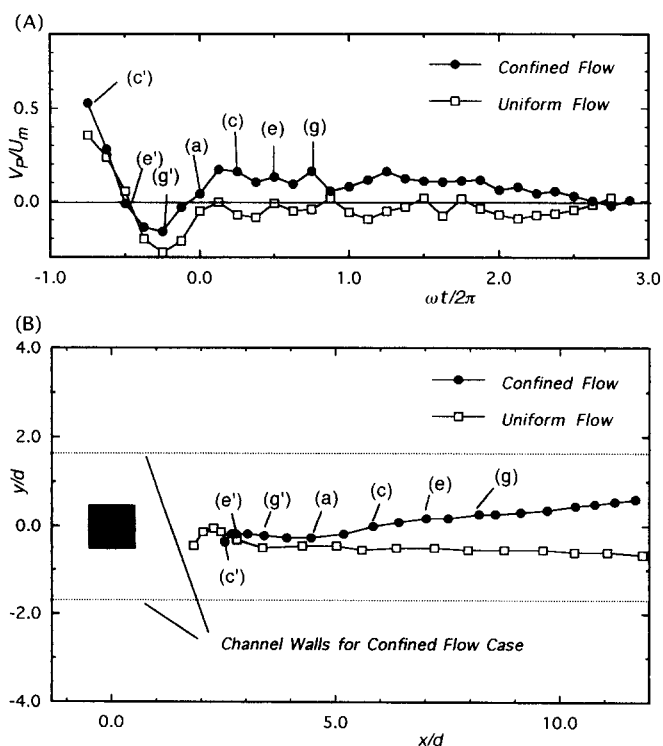 (A)
(c')
Confined Flow
Uniform Flow
0.5
V_P/U_m
(e')
(g')
(a)
(c)
(e)
(g)
0.0
-1.0
0.0
1.0
2.0
3.0
ωt/2π
(B)
4.0
Confined Flow
Uniform Flow
2.0
y/d
(e')
(g')
(a)
(c)
(e)
(g)
0.0
(c')
-2.0
Channel Walls for Confined Flow Case
-4.0
0.0
5.0
10.0
x/d